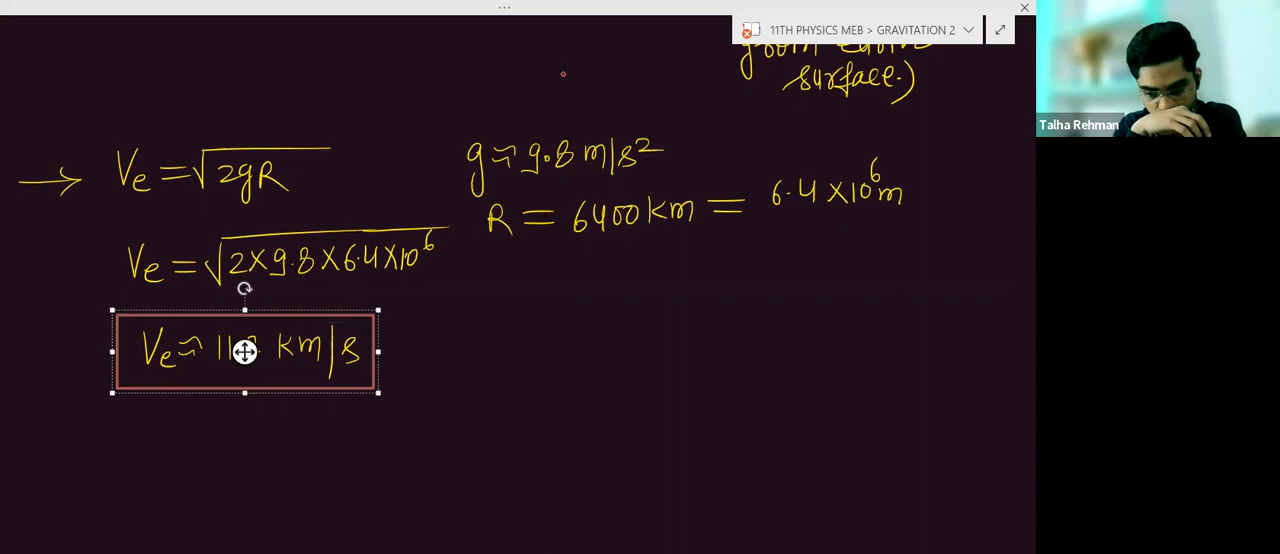 11TH PHYSICS MEB > GRAVITATION 2
surface.)
Talha Rehman
→ Ve = √2gR
g ≈ 9.8 m/s²
R = 6400 km = 6.4 × 10⁶ m
Ve = √2 × 9.8 × 6.4 × 10⁶
Ve ≈ km/s